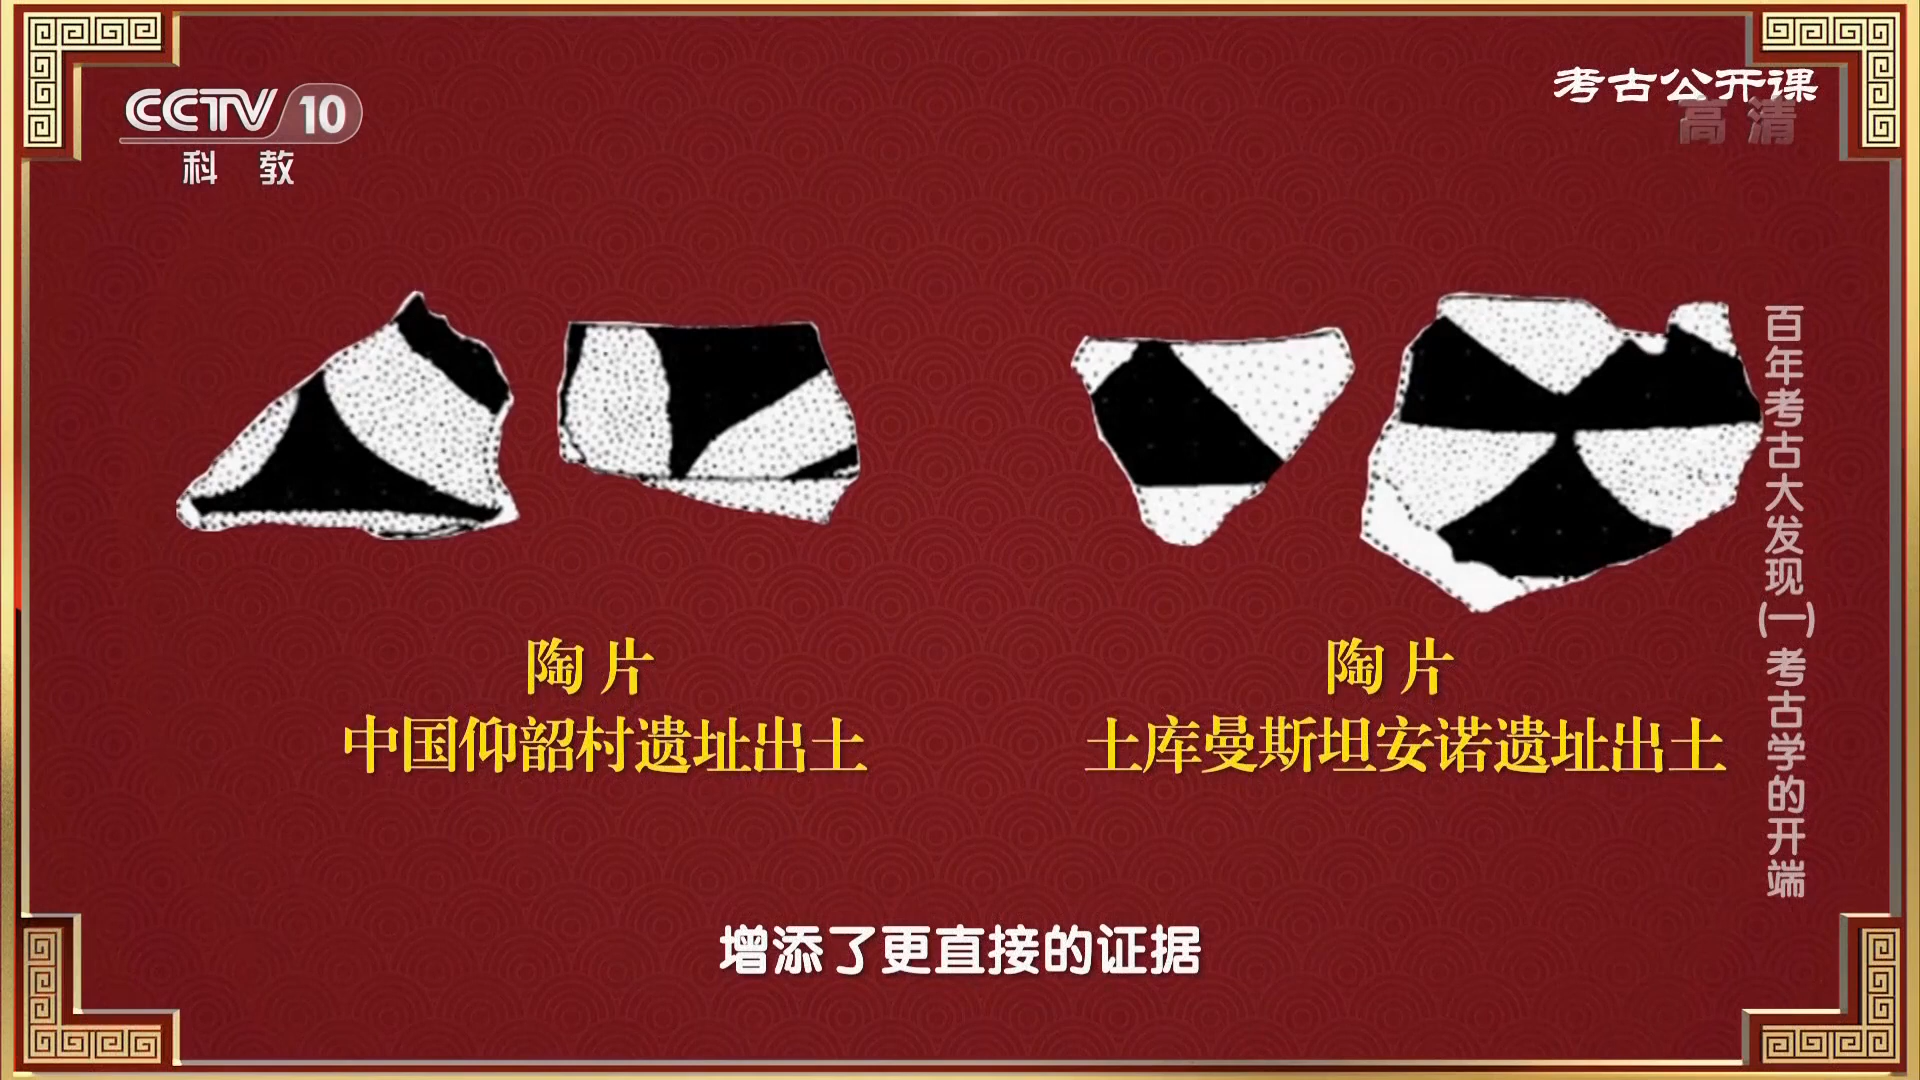 CCTV 10
科 教
考古公开课
高清
陶片
中国仰韶村遗址出土
陶片
土库曼斯坦安诺遗址出土
百年考古大发现(一) 考古学的开端
增添了更直接的证据